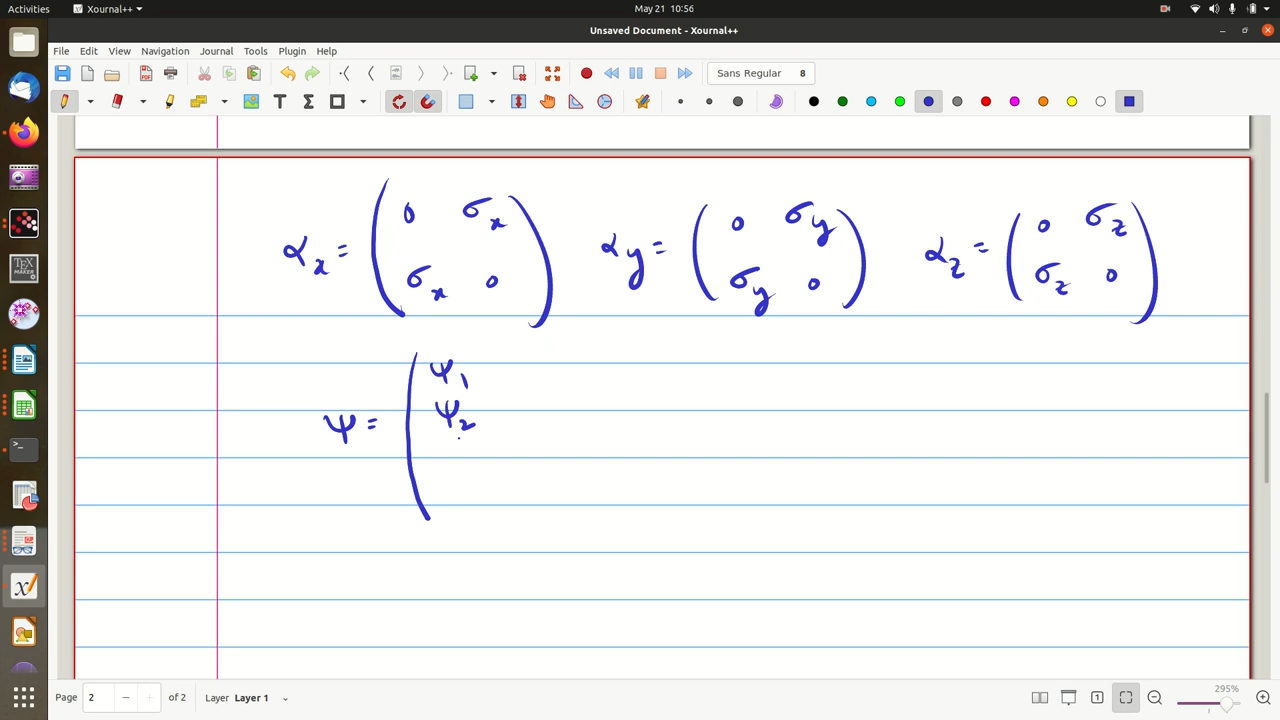 Activities Xournal++ May 21 10:56
Unsaved Document - Xournal++
File Edit View Navigation Journal Tools Plugin Help
Sans Regular 8
αx = ( 0 σx σx 0 ) αy = ( 0 σy σy 0 ) αz = ( 0 σz σz 0 )
ψ = ( ψ1
ψ2
Page 2 of 2 Layer Layer 1 295%